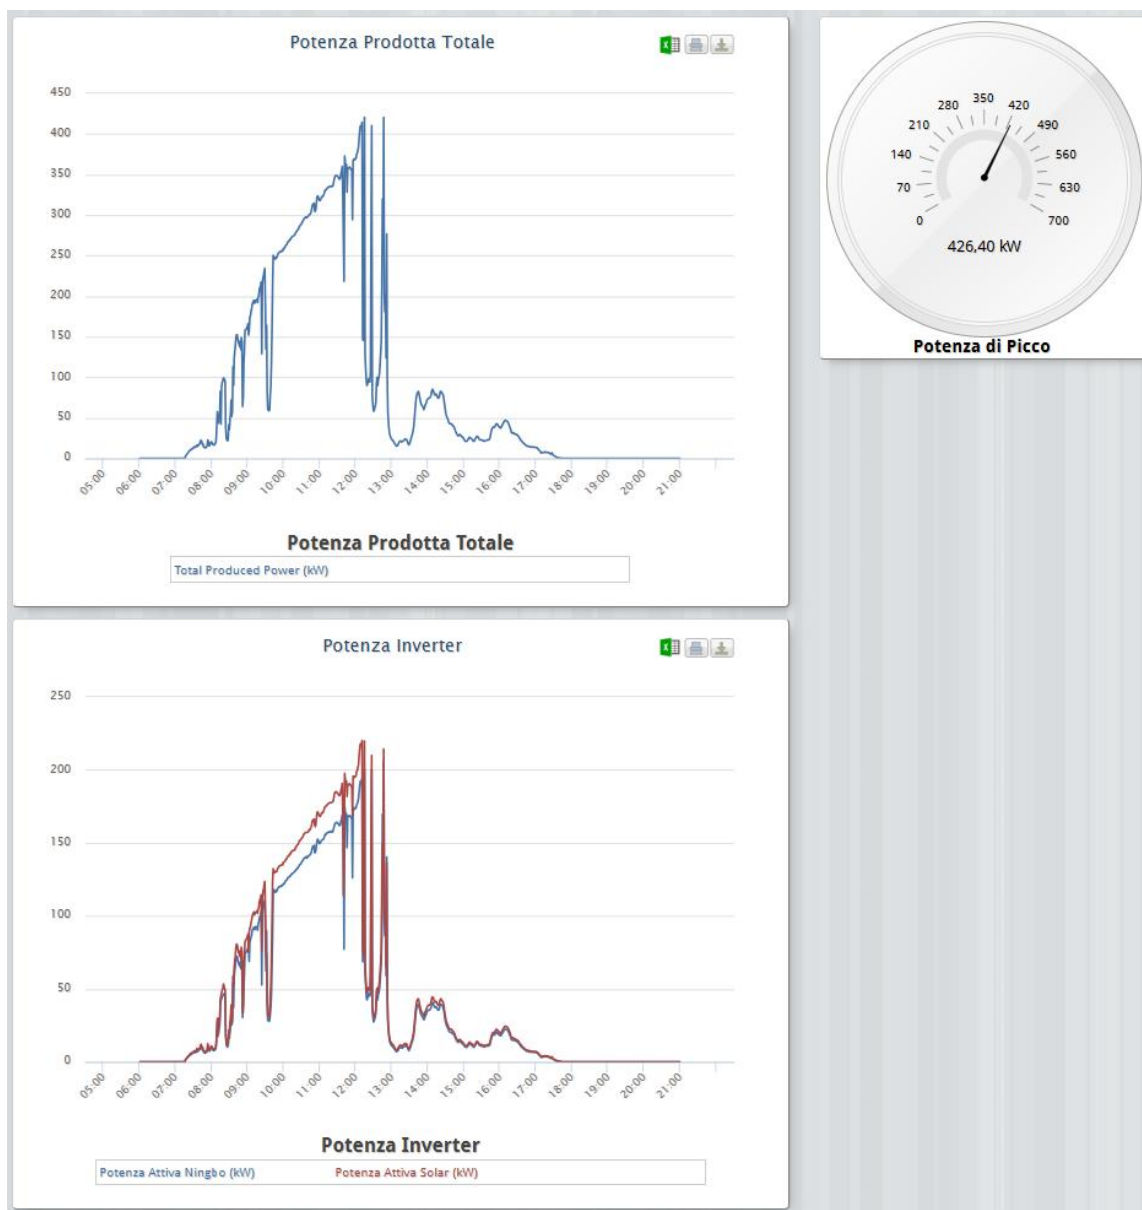 Potenza Prodotta Totale
450
400
350
300
250
200
150
100
50
0
05:00 06:00 07:00 08:00 09:00 10:00 11:00 12:00 13:00 14:00 15:00 16:00 17:00 18:00 19:00 20:00 21:00
Potenza Prodotta Totale
Total Produced Power (kW)
0 70 140 210 280 350 420 490 560 630 700
426,40 kW
Potenza di Picco
Potenza Inverter
250
200
150
100
50
0
05:00 06:00 07:00 08:00 09:00 10:00 11:00 12:00 13:00 14:00 15:00 16:00 17:00 18:00 19:00 20:00 21:00
Potenza Inverter
Potenza Attiva Ningbo (kW) Potenza Attiva Solar (kW)